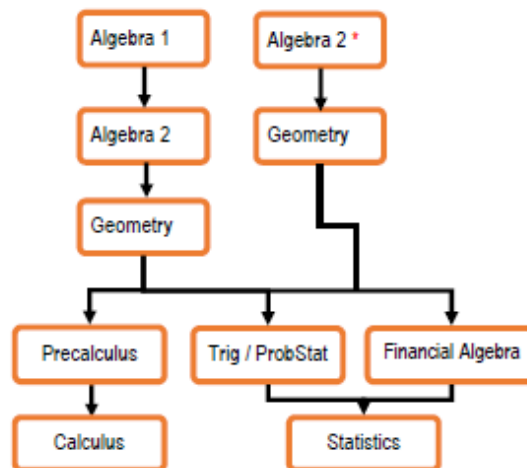 Algebra 1
Algebra 2 *
Algebra 2
Geometry
Geometry
Precalculus
Trig / ProbStat
Financial Algebra
Calculus
Statistics